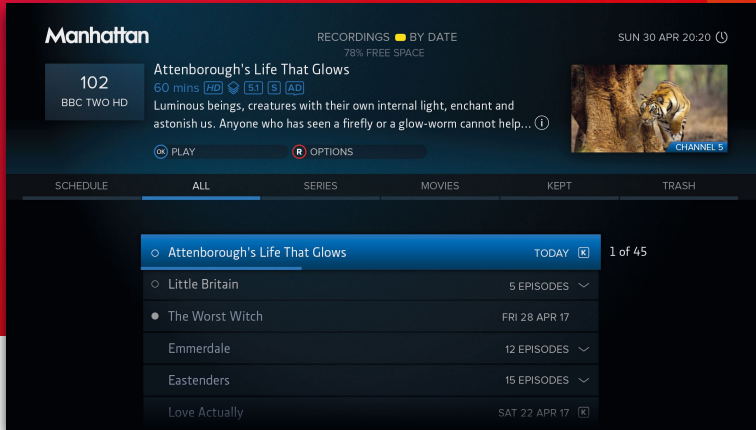 Manhattan
RECORDINGS BY DATE
78% FREE SPACE
SUN 30 APR 20:20
102
BBC TWO HD
Attenborough's Life That Glows
60 mins HD 5.1 S AD
Luminous beings, creatures with their own internal light, enchant and
astonish us. Anyone who has seen a firefly or a glow-worm cannot help... i
OK PLAY
R OPTIONS
CHANNEL 5
SCHEDULE ALL SERIES MOVIES KEPT TRASH
Attenborough's Life That Glows TODAY K 1 of 45
Little Britain 5 EPISODES
The Worst Witch FRI 28 APR 17
Emmerdale 12 EPISODES
Eastenders 15 EPISODES
Love Actually SAT 22 APR 17 K